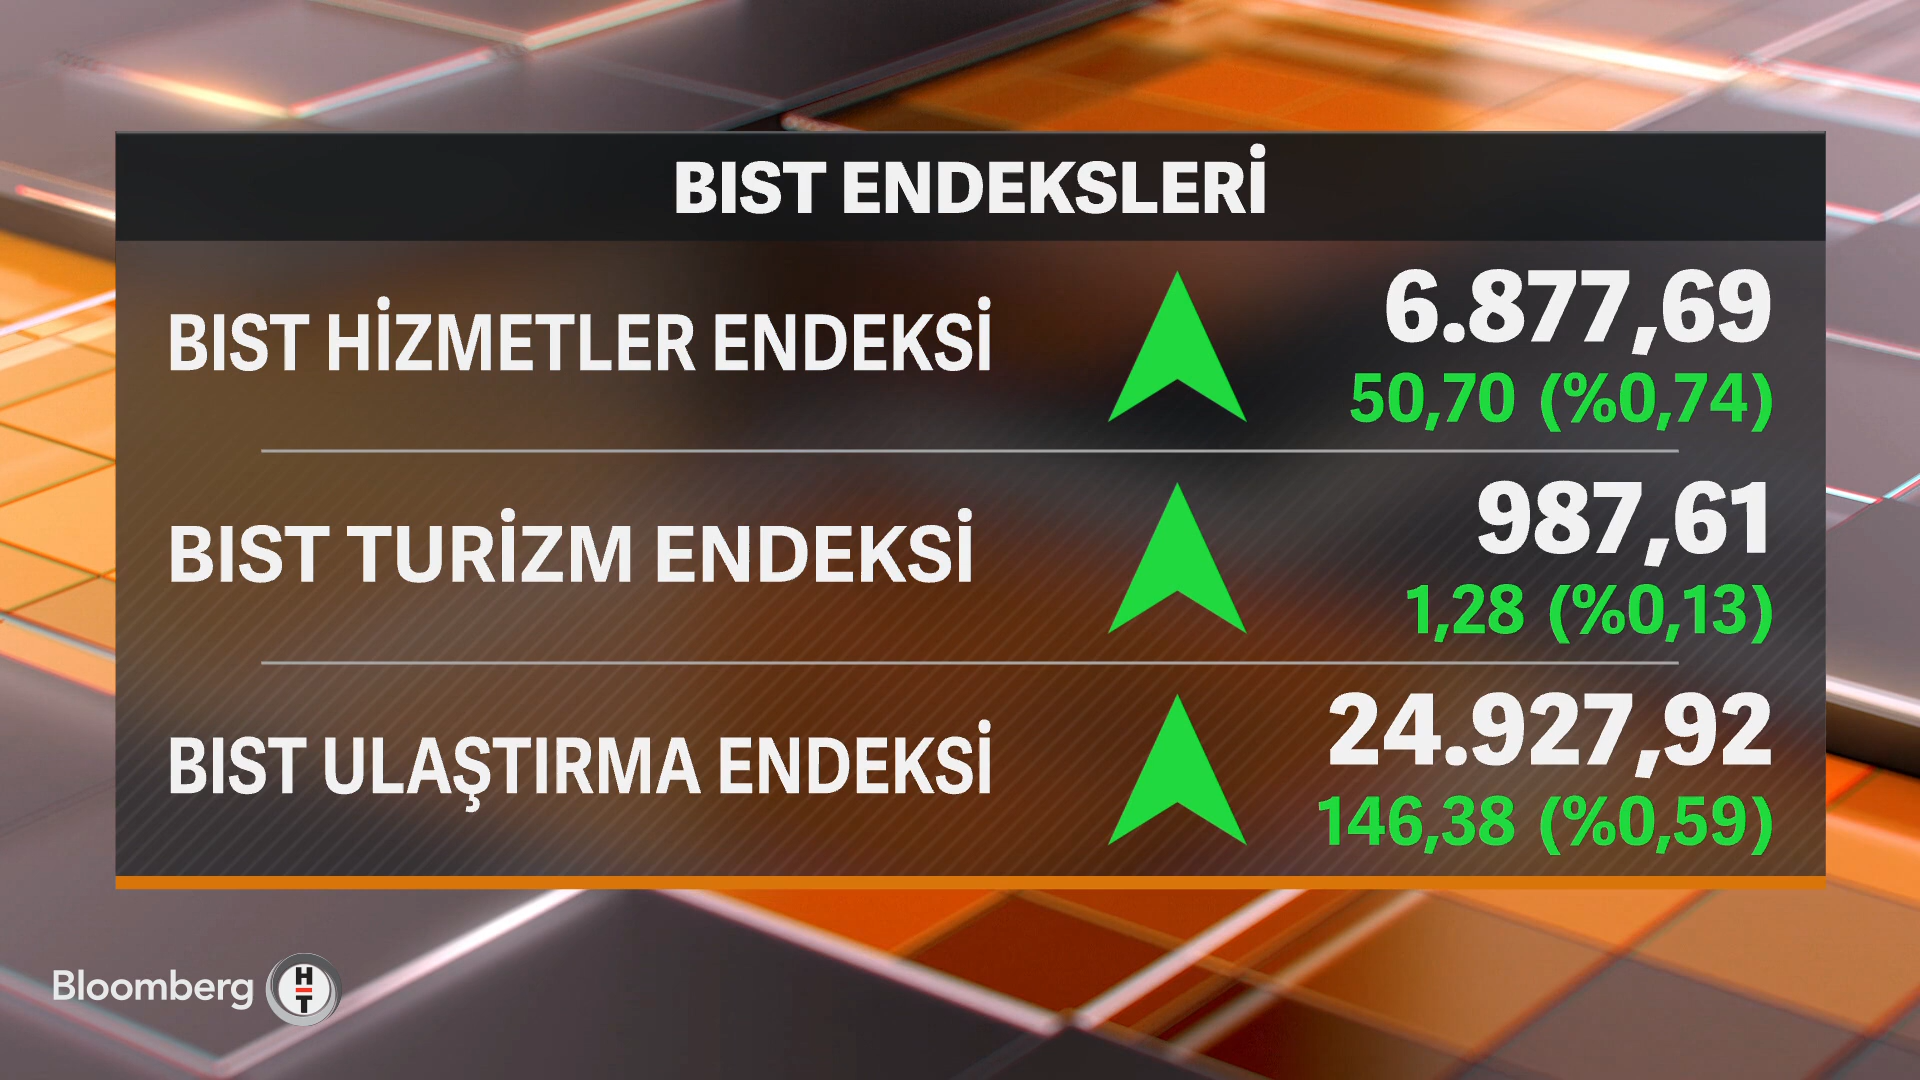 BIST ENDEKSLERİ
BIST HİZMETLER ENDEKSİ
6.877,69
50,70 (%0,74)
BIST TURİZM ENDEKSİ
987,61
1,28 (%0,13)
BIST ULAŞTIRMA ENDEKSİ
24.927,92
146,38 (%0,59)
Bloomberg HT